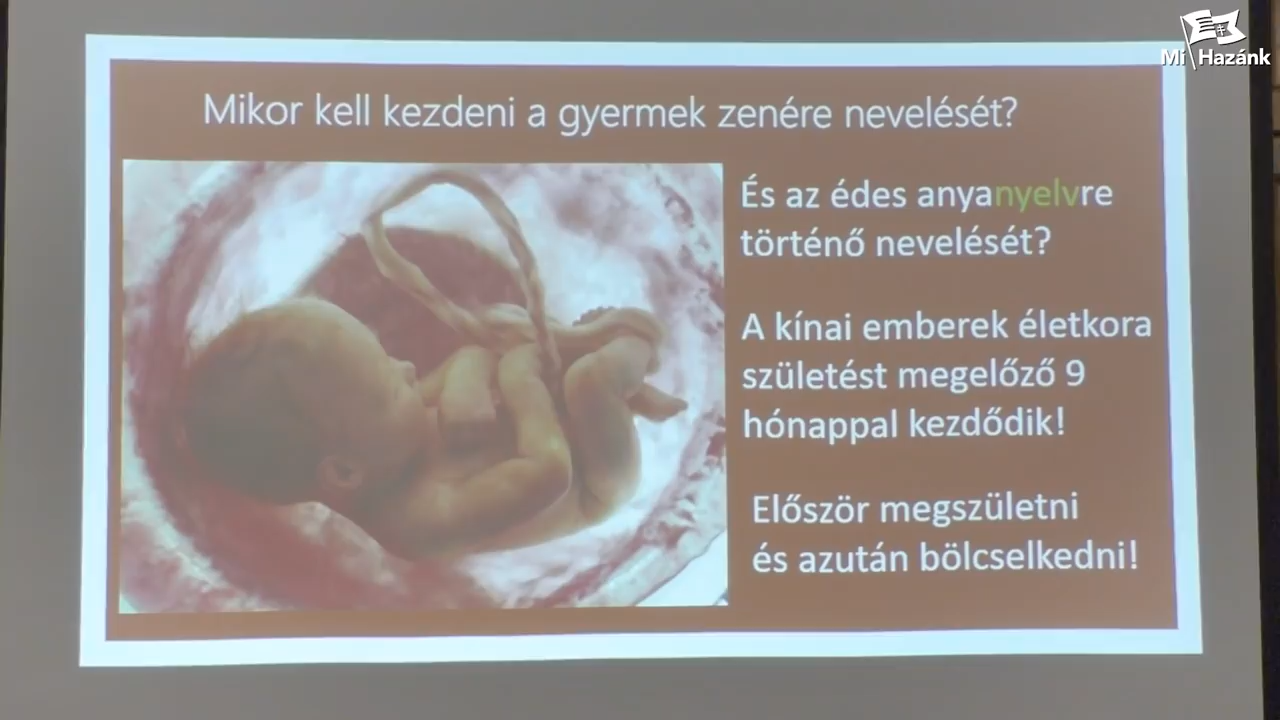 Mi Hazánk
Mikor kell kezdeni a gyermek zenére nevelését?
És az édes anyanyelvre
történő nevelését?
A kínai emberek életkora
születést megelőző 9
hónappal kezdődik!
Először megszületni
és azután bölcselkedni!